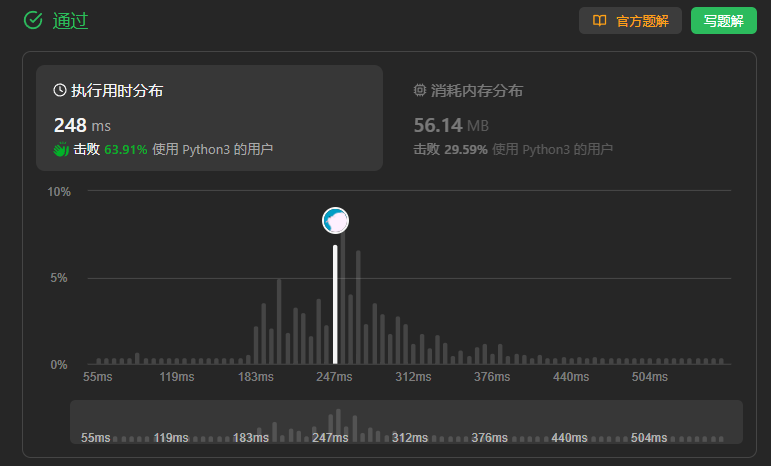 通过
官方题解
写题解
执行用时分布
248 ms
击败 63.91% 使用 Python3 的用户
消耗内存分布
56.14 MB
击败 29.59% 使用 Python3 的用户
10%
5%
0%
55ms 119ms 183ms 247ms 312ms 376ms 440ms 504ms
55ms 119ms 183ms 247ms 312ms 376ms 440ms 504ms